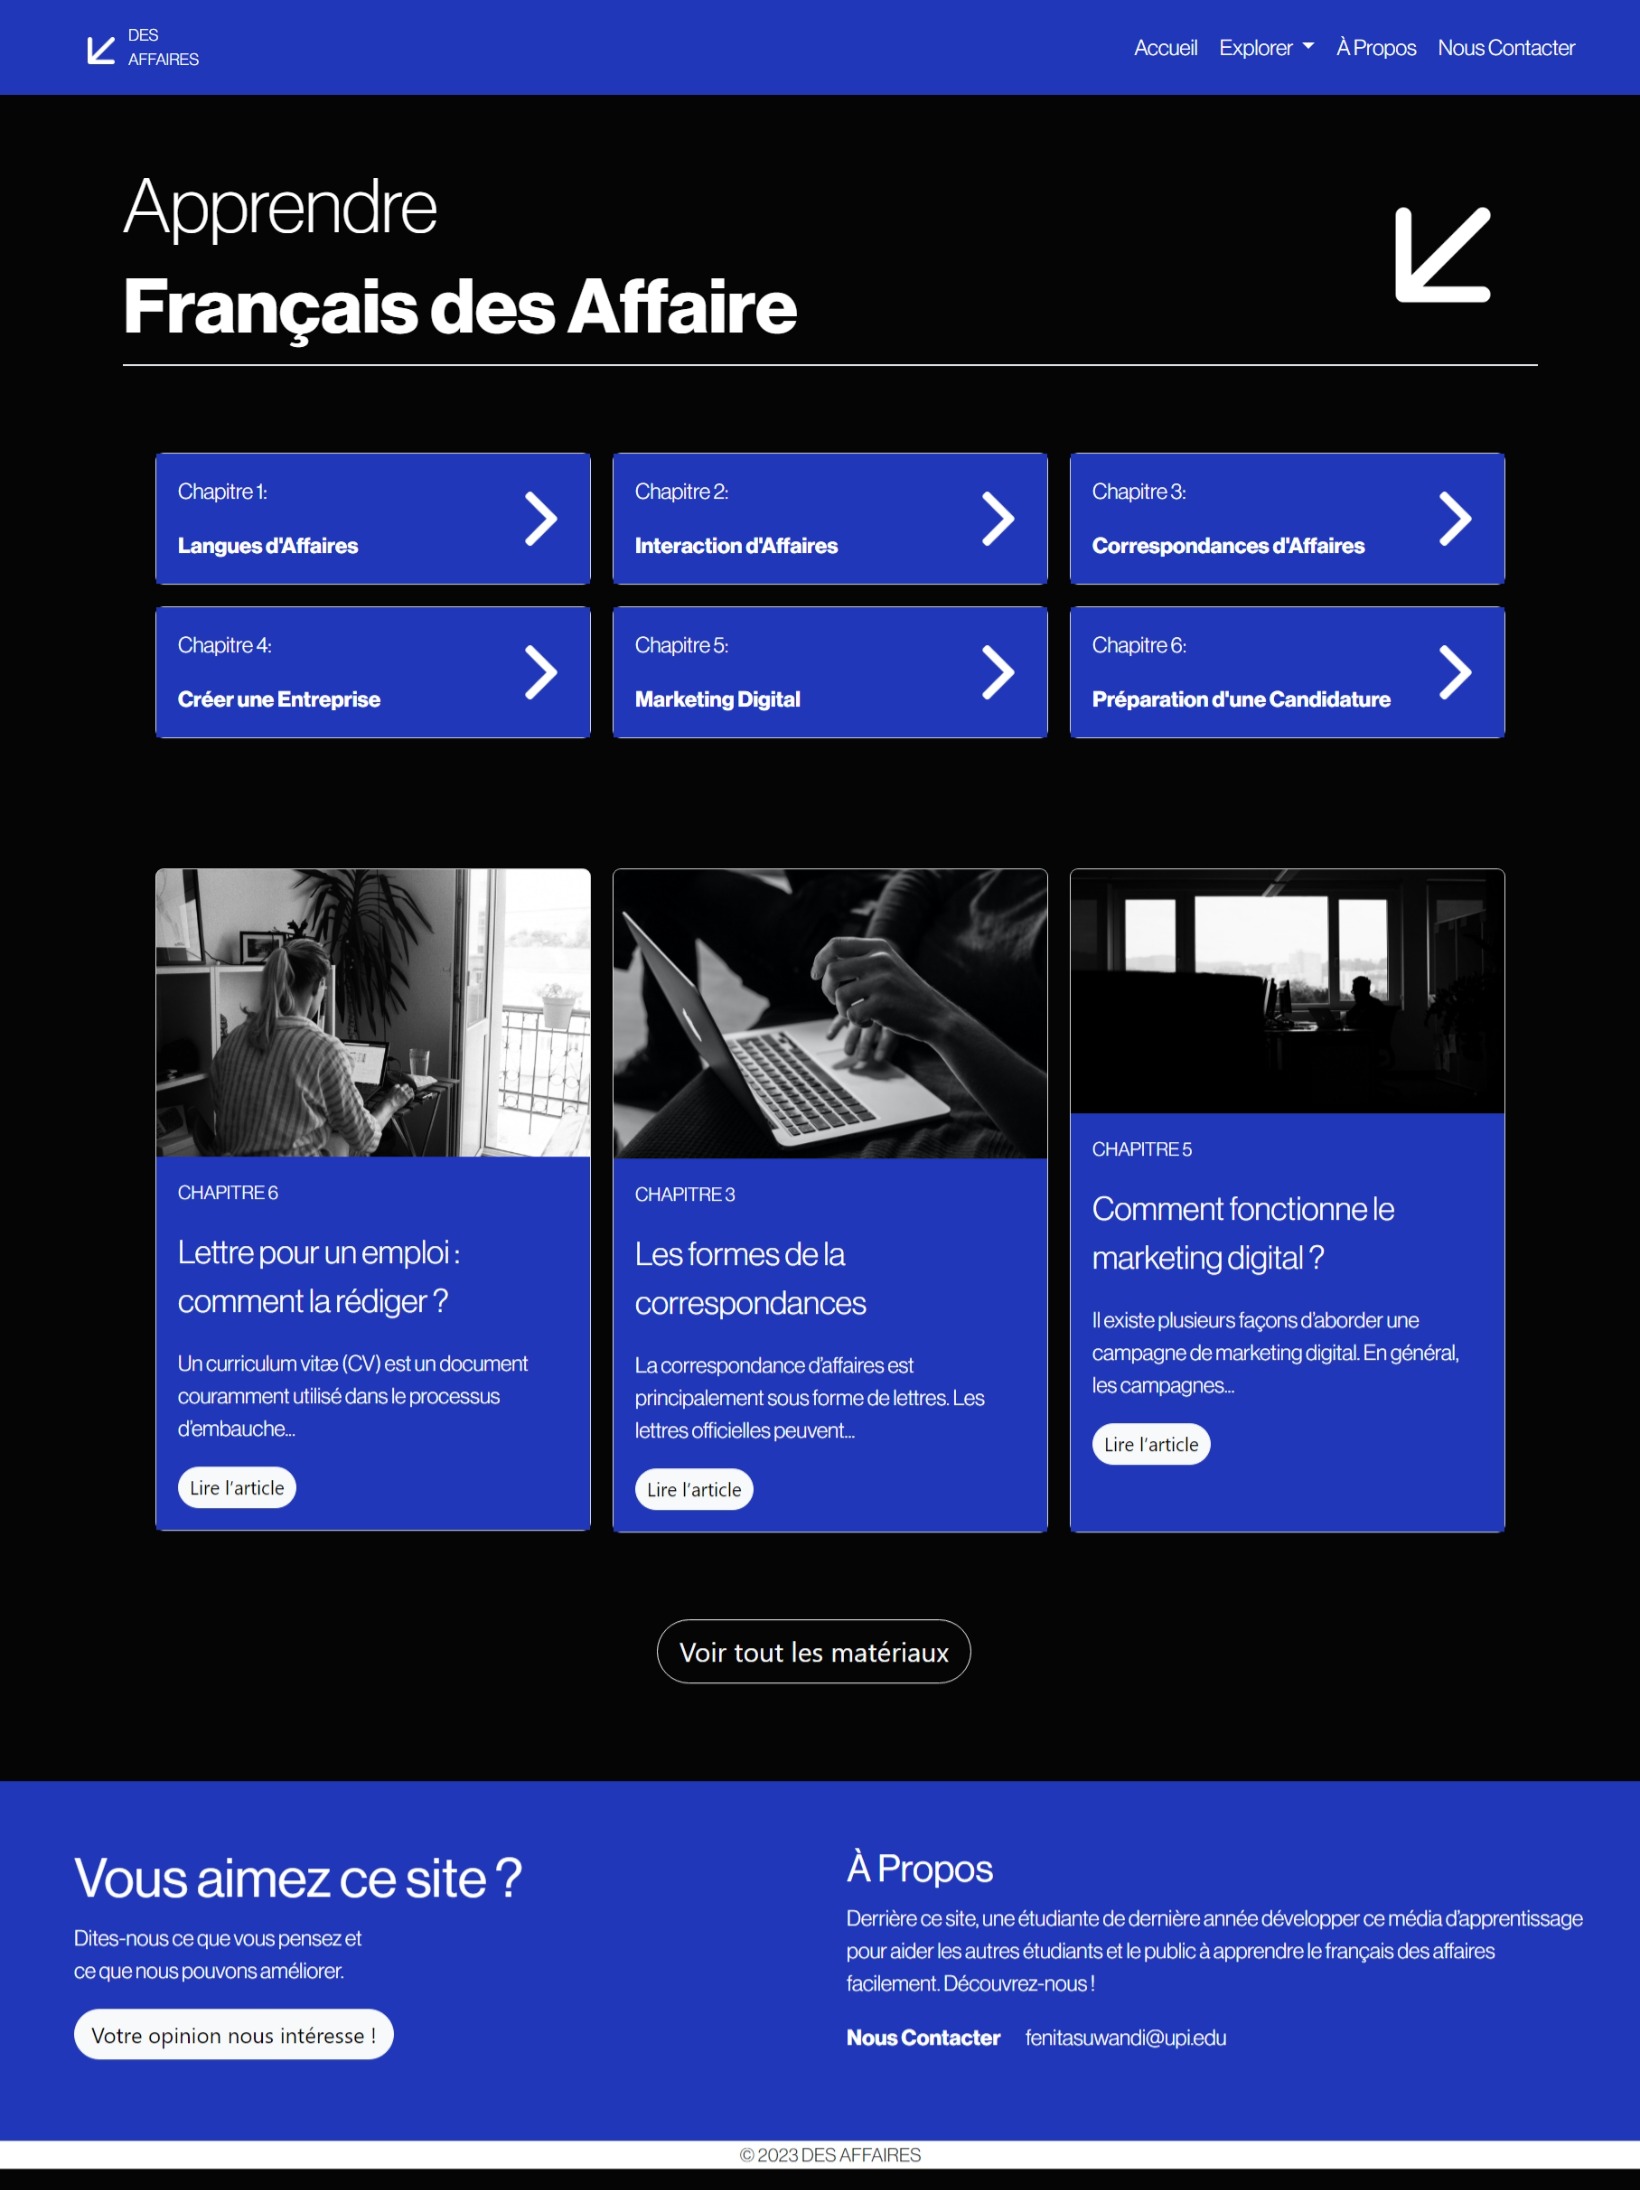 DES
AFFAIRES
Accueil
Explorer
À Propos
Nous Contacter
Apprendre
Français des Affaire
Chapitre 1:
Langues d'Affaires
Chapitre 2:
Interaction d'Affaires
Chapitre 3:
Correspondances d'Affaires
Chapitre 4:
Créer une Entreprise
Chapitre 5:
Marketing Digital
Chapitre 6:
Préparation d'une Candidature
CHAPITRE 6
Lettre pour un emploi :
comment la rédiger ?
Un curriculum vitæ (CV) est un document
couramment utilisé dans le processus
d'embauche...
Lire l'article
CHAPITRE 3
Les formes de la
correspondances
La correspondance d'affaires est
principalement sous forme de lettres. Les
lettres officielles peuvent...
Lire l'article
CHAPITRE 5
Comment fonctionne le
marketing digital ?
Il existe plusieurs façons d'aborder une
campagne de marketing digital. En général,
les campagnes...
Lire l'article
Voir tout les matériaux
Vous aimez ce site ?
Dites-nous ce que vous pensez et
ce que nous pouvons améliorer.
Votre opinion nous intéresse !
À Propos
Derrière ce site, une étudiante de dernière année développer ce média d'apprentissage
pour aider les autres étudiants et le public à apprendre le français des affaires
facilement. Découvrez-nous !
Nous Contacter fenitasuwandi@upi.edu
© 2023 DES AFFAIRES